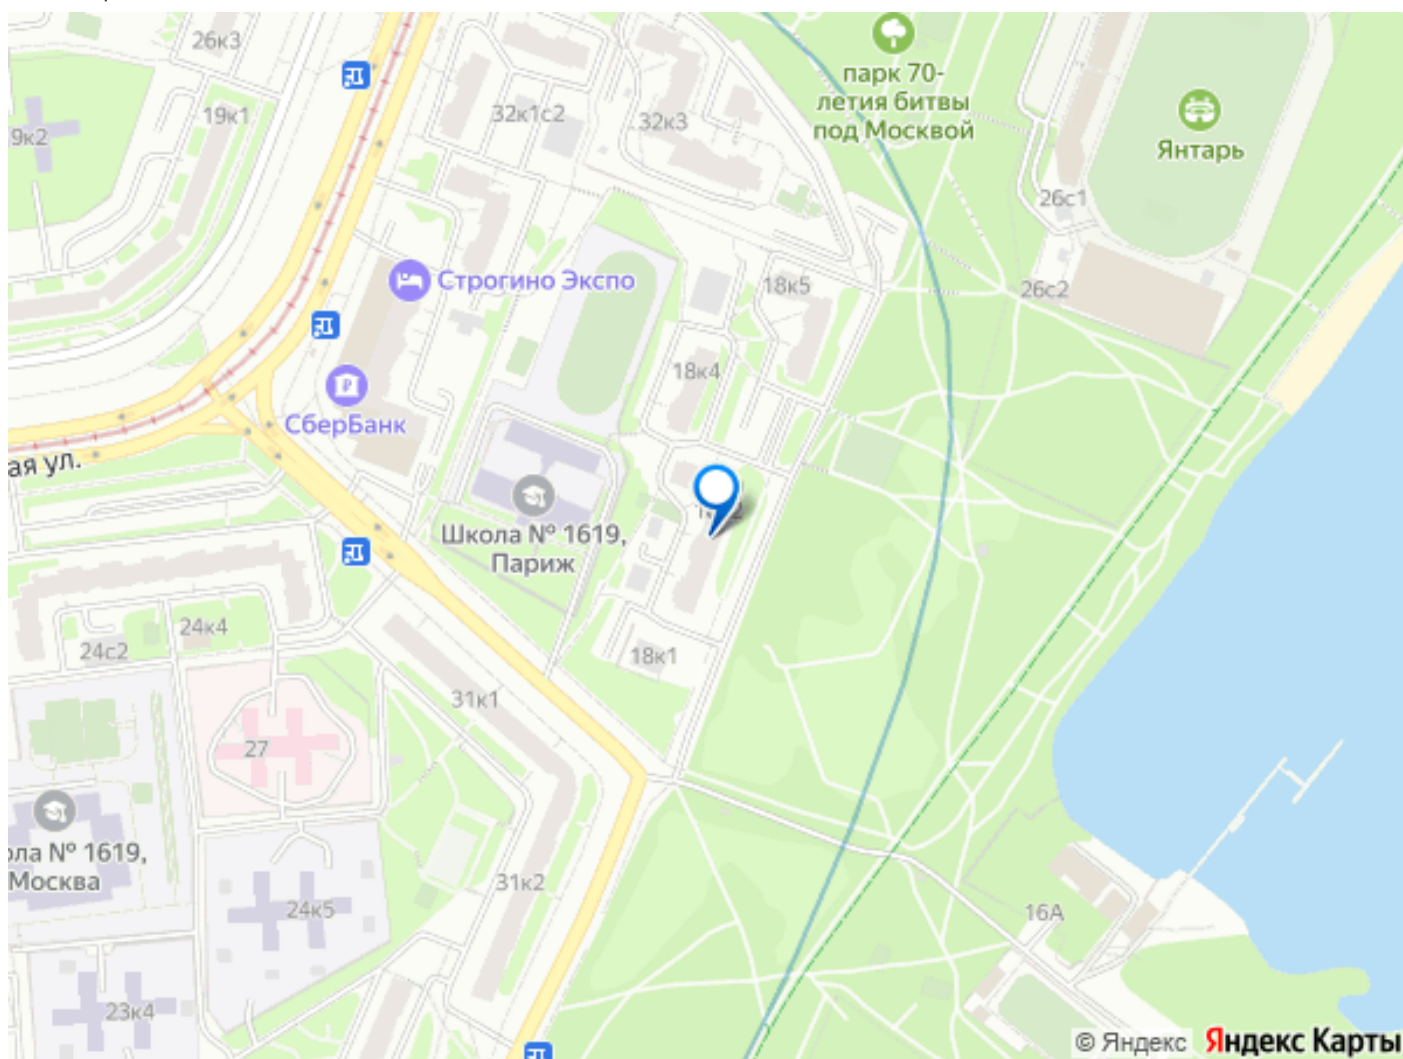 26к3
парк 70-
летия битвы
под Москвой
19к1
32к1с2
32к3
9к2
Янтарь
26с1
Строгино Экспо
18к5
26с2
18к4
СберБанк
ая ул.
Школа № 1619,
Париж
24к4
24с2
18к1
31к1
27
ола № 1619,
Москва
31к2
24к5
16А
23к4
© Яндекс Яндекс Карты